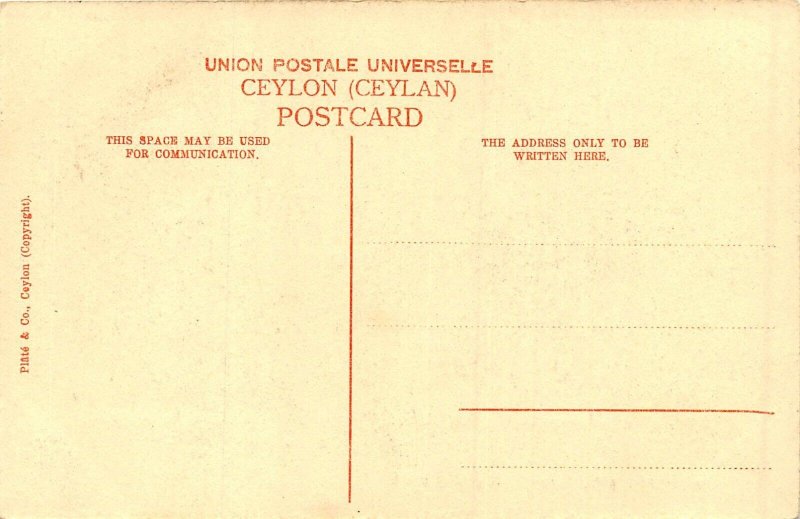 UNION POSTALE UNIVERSELLE
CEYLON (CEYLAN)
POSTCARD
THIS SPACE MAY BE USED
FOR COMMUNICATION.
THE ADDRESS ONLY TO BE
WRITTEN HERE.
Plâté & Co., Ceylon (Copyright).